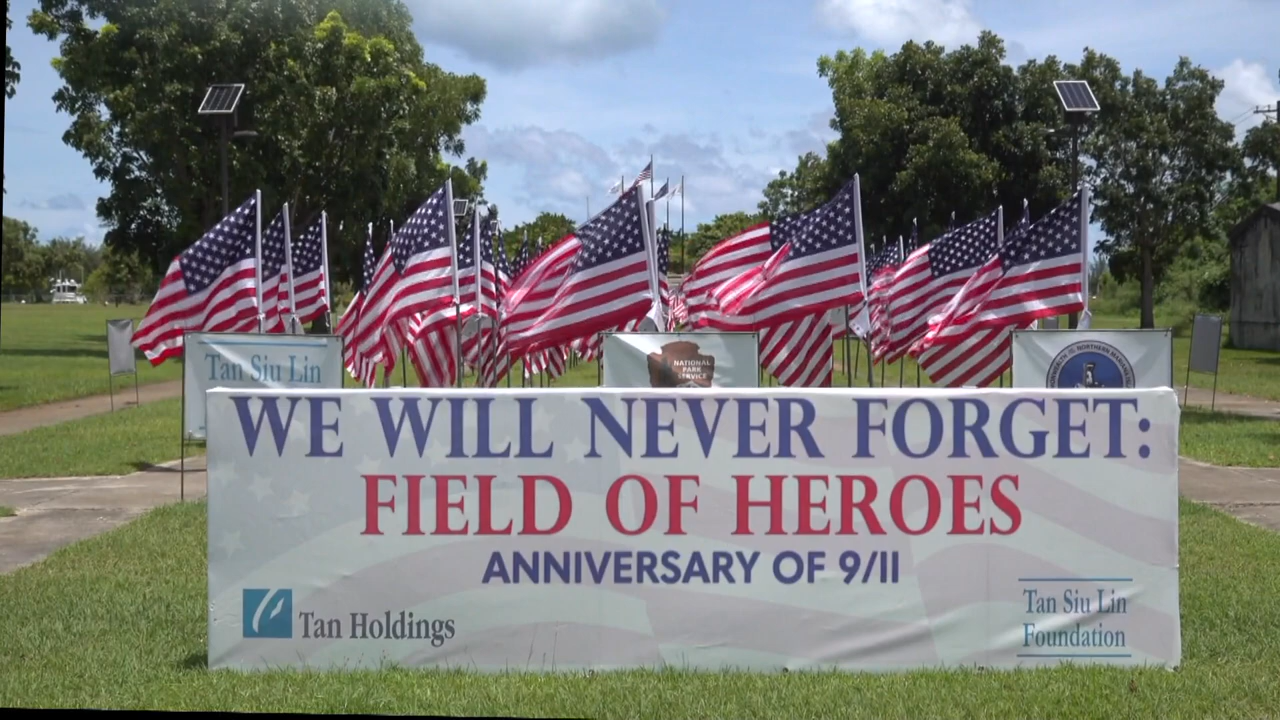 Tan Siu Lin
NATIONAL
PARK
SERVICE
WE WILL NEVER FORGET:
FIELD OF HEROES
ANNIVERSARY OF 9/11
Tan Holdings
Tan Siu Lin
Foundation